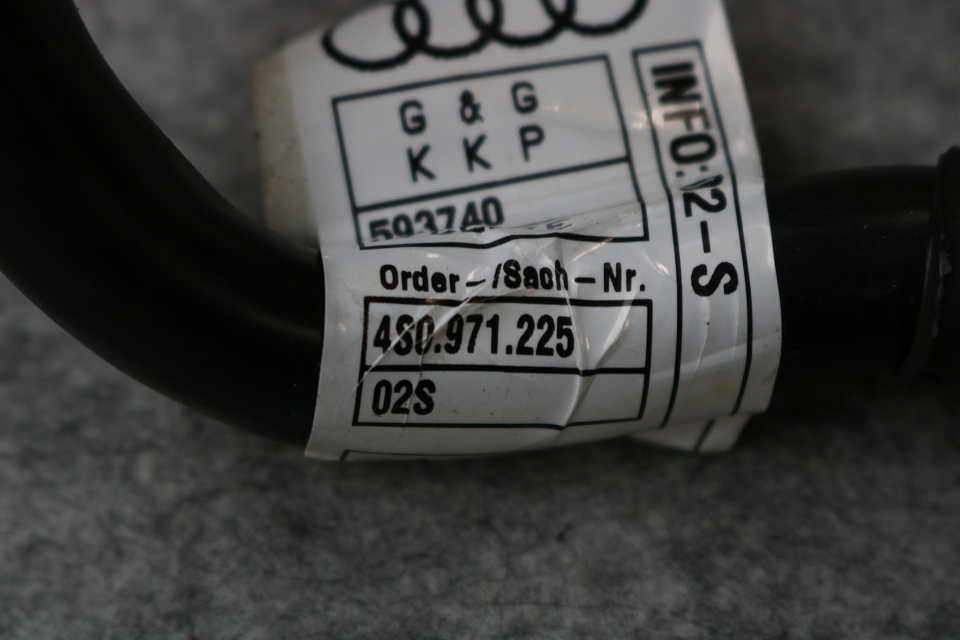 G & G
K K P
593740
Order-/Sach-Nr.
4S0.971.225
02S
INFO:02-S